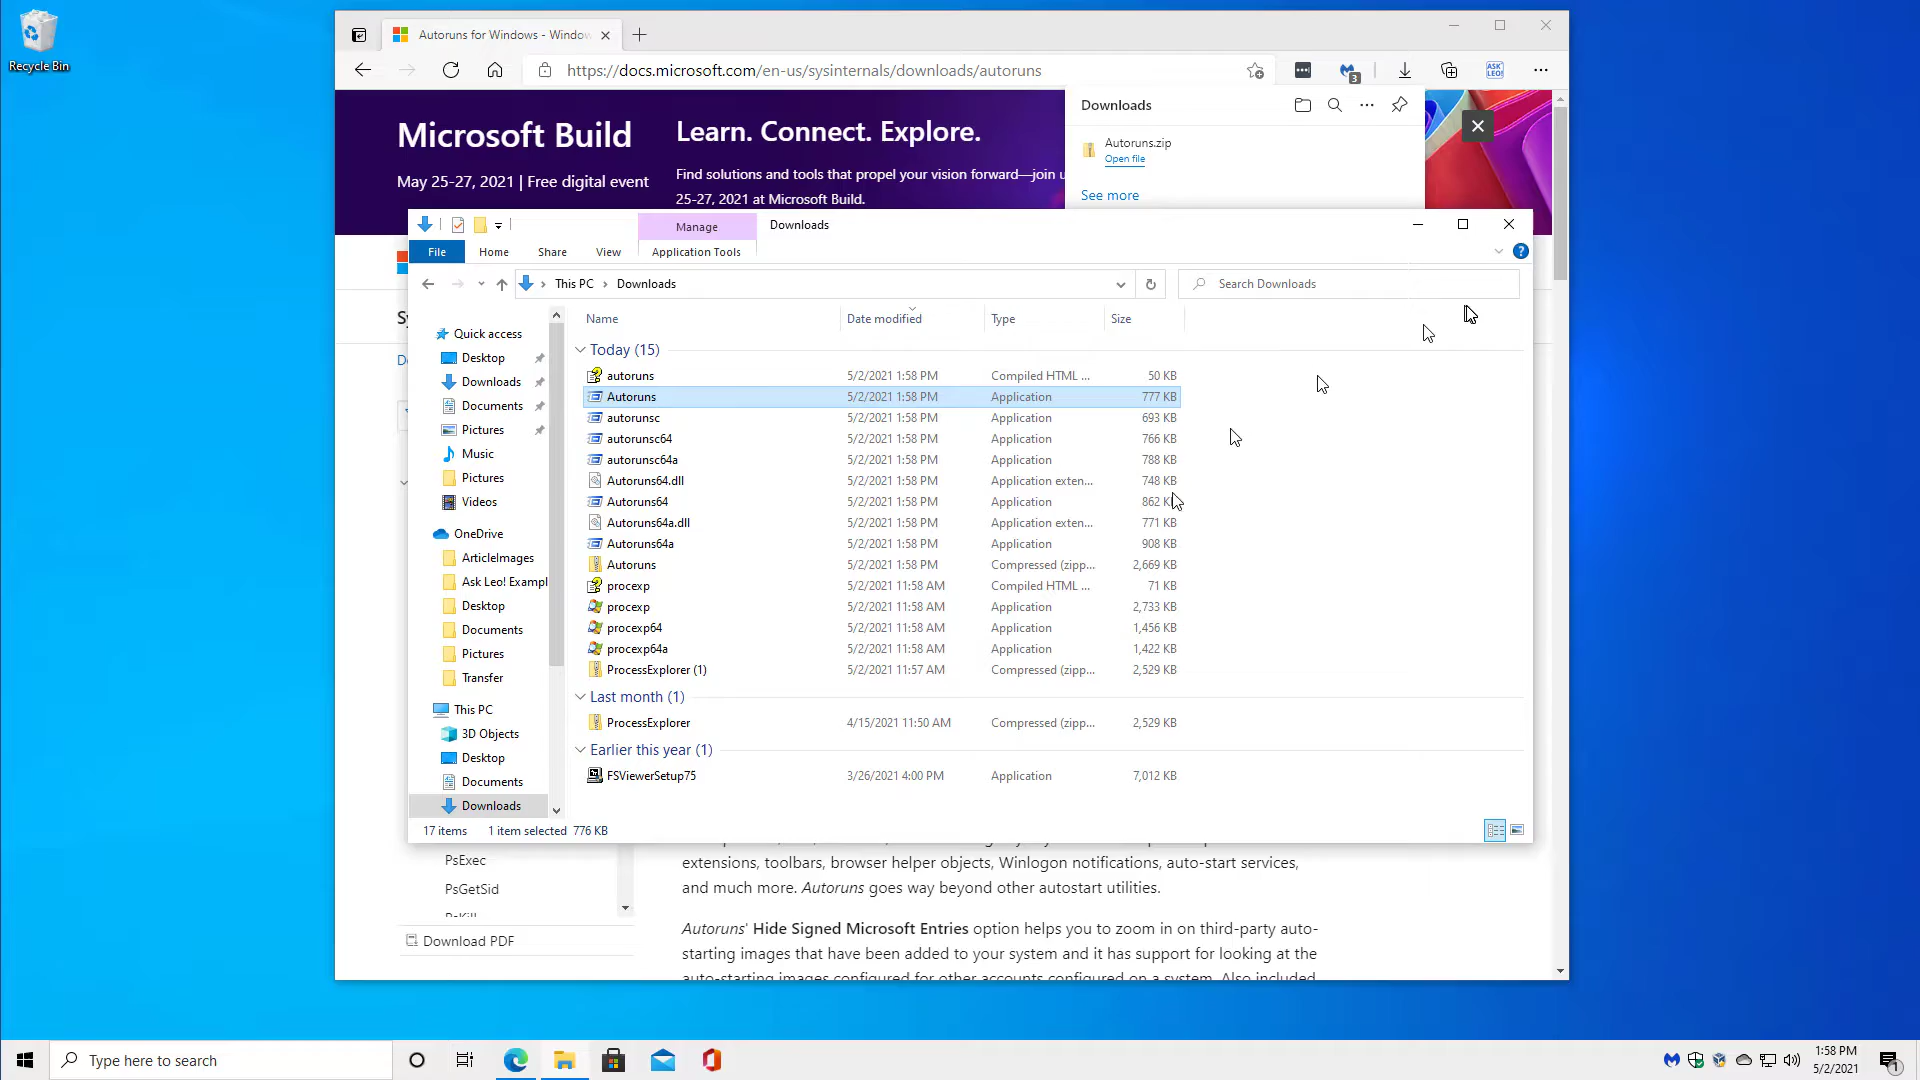 Recycle Bin
Autoruns for Windows - Window
https://docs.microsoft.com/en-us/sysinternals/downloads/autoruns
3
ASK LEO!
Microsoft Build
May 25-27, 2021 | Free digital event
Learn. Connect. Explore.
Find solutions and tools that propel your vision forward—join u
25-27, 2021 at Microsoft Build.
Downloads
Autoruns.zip
Open file
See more
Manage
Downloads
File
Home
Share
View
Application Tools
This PC
Downloads
Search Downloads
Quick access
Desktop
Downloads
Documents
Pictures
Music
Pictures
Videos
OneDrive
ArticleImages
Ask Leo! Exampl
Desktop
Documents
Pictures
Transfer
This PC
3D Objects
Desktop
Documents
Downloads
Name Date modified Type Size
Today (15)
autoruns 5/2/2021 1:58 PM Compiled HTML ... 50 KB
Autoruns 5/2/2021 1:58 PM Application 777 KB
autorunsc 5/2/2021 1:58 PM Application 693 KB
autorunsc64 5/2/2021 1:58 PM Application 766 KB
autorunsc64a 5/2/2021 1:58 PM Application 788 KB
Autoruns64.dll 5/2/2021 1:58 PM Application exten... 748 KB
Autoruns64 5/2/2021 1:58 PM Application 862 K
Autoruns64a.dll 5/2/2021 1:58 PM Application exten... 771 KB
Autoruns64a 5/2/2021 1:58 PM Application 908 KB
Autoruns 5/2/2021 1:58 PM Compressed (zipp... 2,669 KB
procexp 5/2/2021 11:58 AM Compiled HTML ... 71 KB
procexp 5/2/2021 11:58 AM Application 2,733 KB
procexp64 5/2/2021 11:58 AM Application 1,456 KB
procexp64a 5/2/2021 11:58 AM Application 1,422 KB
ProcessExplorer (1) 5/2/2021 11:57 AM Compressed (zipp... 2,529 KB
Last month (1)
ProcessExplorer 4/15/2021 11:50 AM Compressed (zipp... 2,529 KB
Earlier this year (1)
FSViewerSetup75 3/26/2021 4:00 PM Application 7,012 KB
17 items 1 item selected 776 KB
PsExec
PsGetSid
PsKill
Download PDF
extensions, toolbars, browser helper objects, Winlogon notifications, auto-start services,
and much more. Autoruns goes way beyond other autostart utilities.
Autoruns' Hide Signed Microsoft Entries option helps you to zoom in on third-party auto-
starting images that have been added to your system and it has support for looking at the
auto-starting images configured for other accounts configured on a system. Also included
Type here to search
1:58 PM
5/2/2021
1